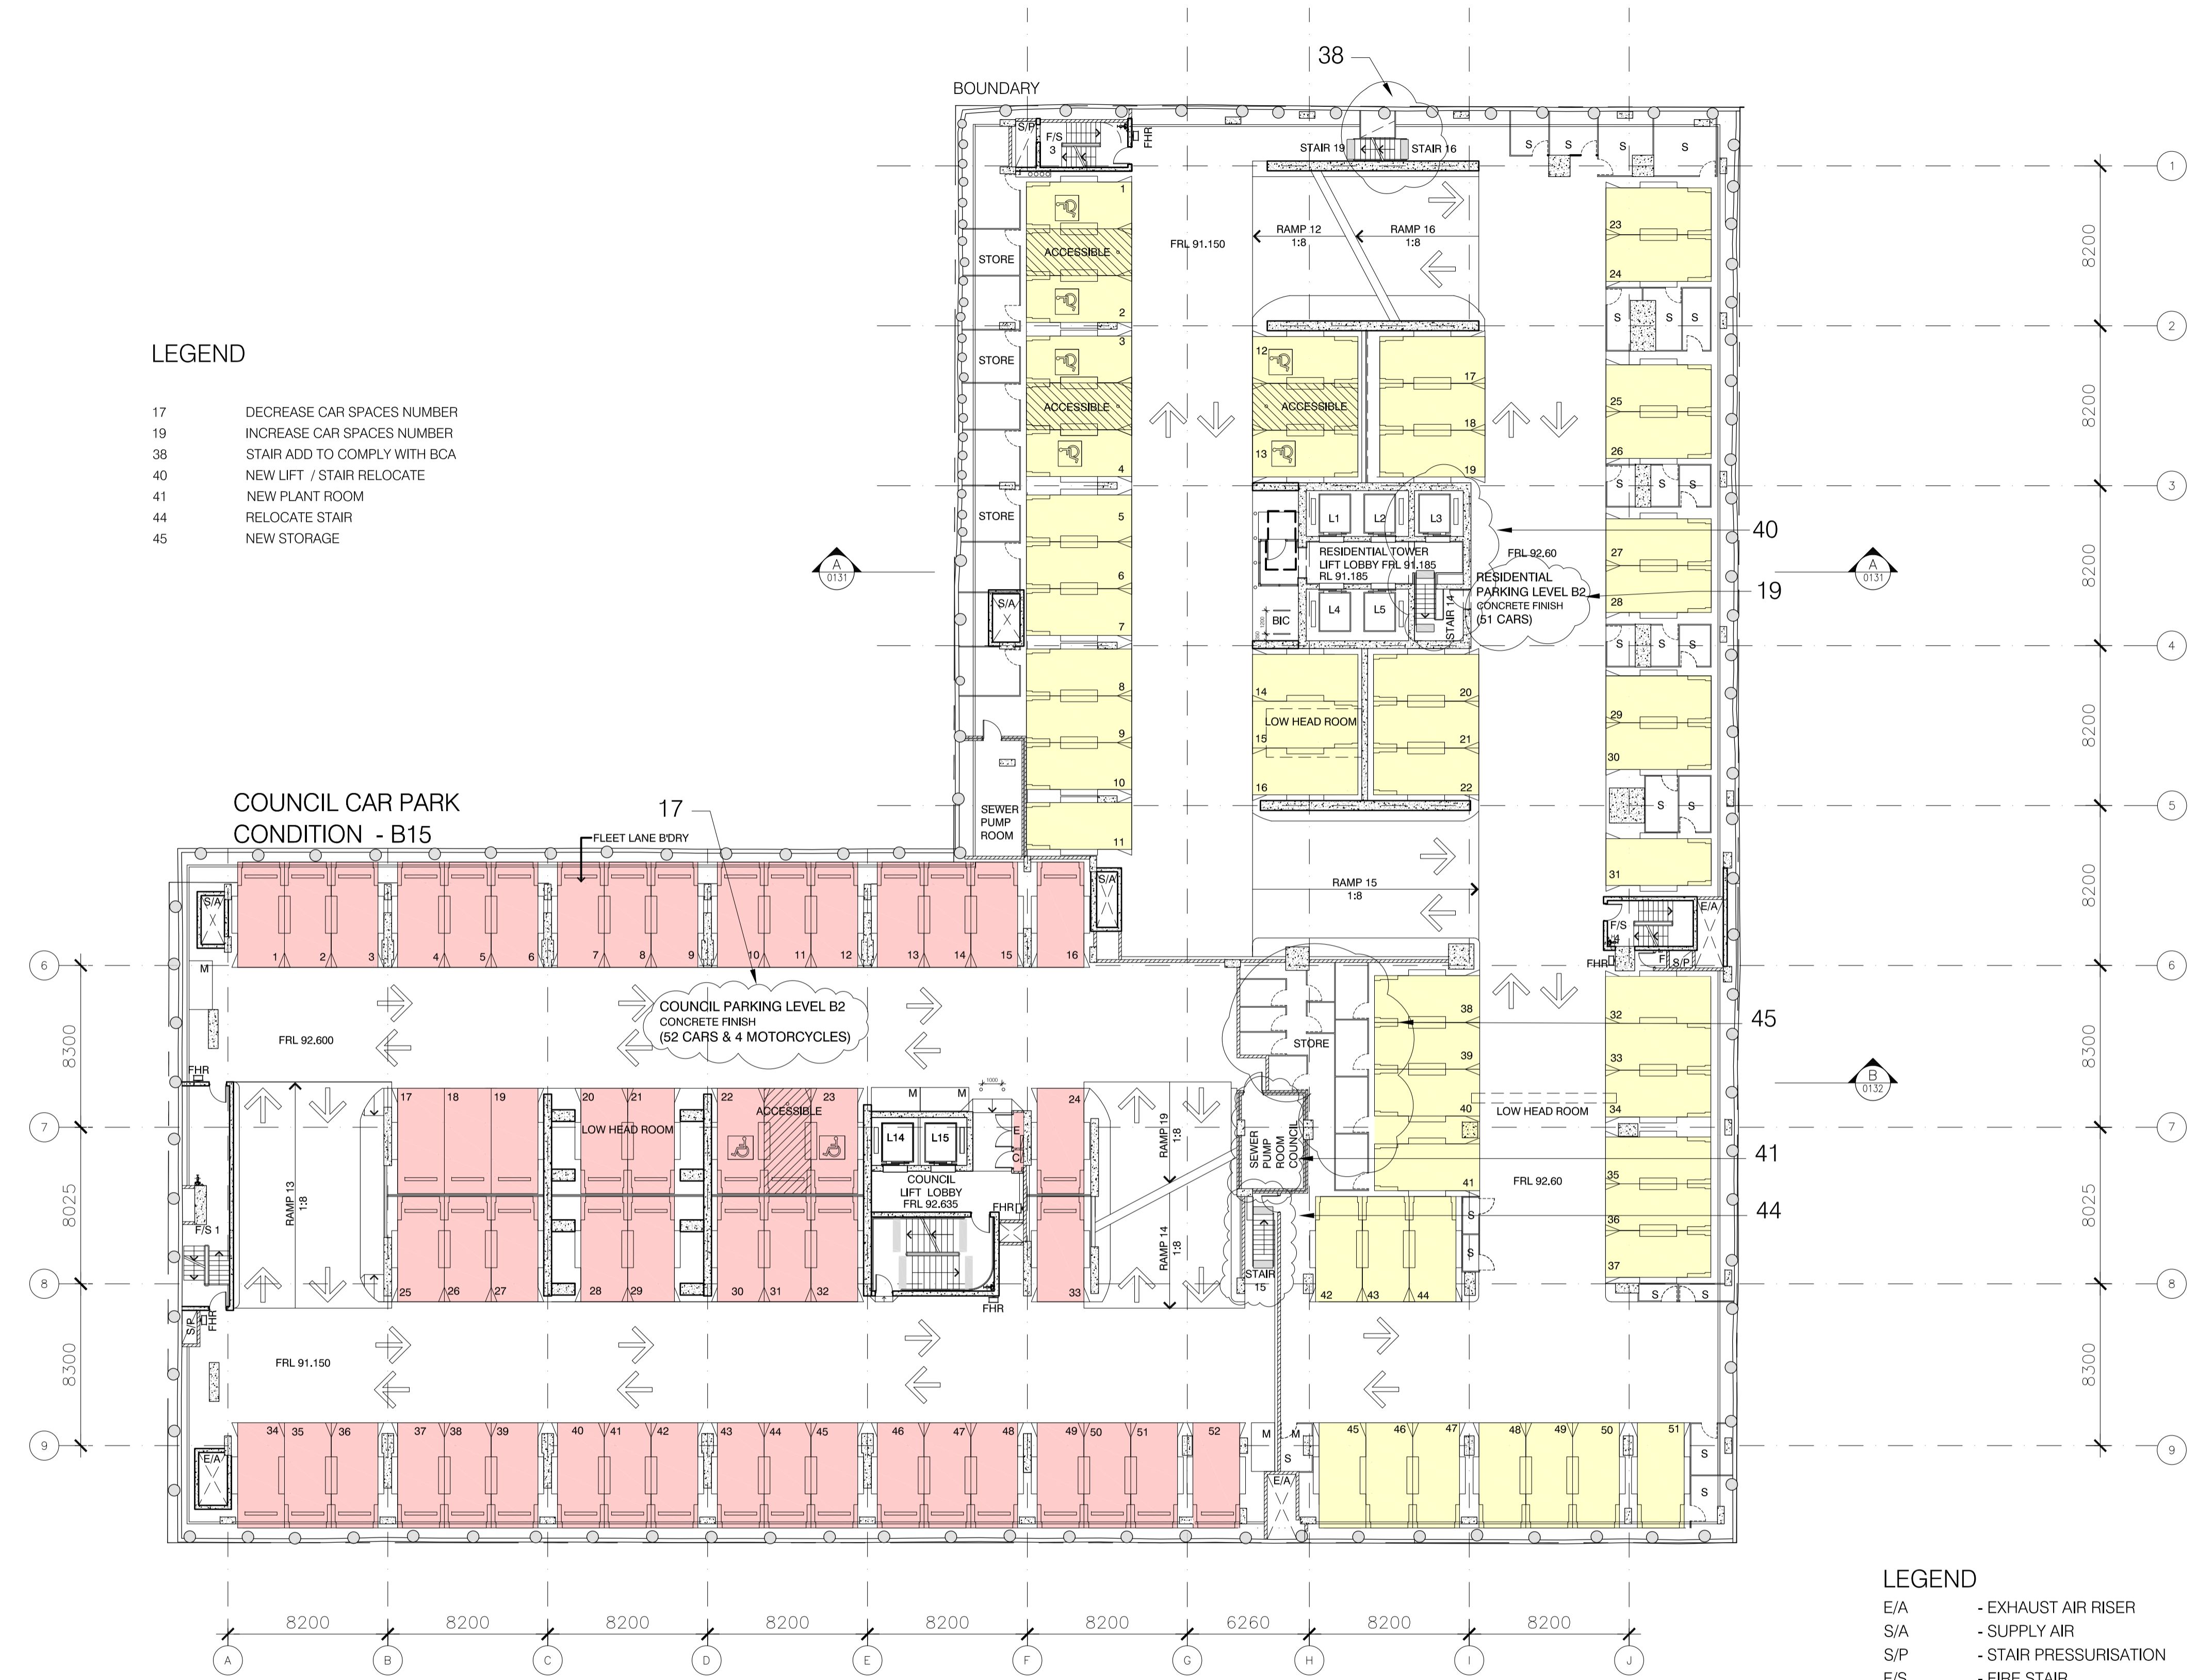 38
BOUNDARY
S/P
F/S
3
FHR
STAIR 19
STAIR 16
S
S
S
S
1
1
ACCESSIBLE
2
STORE
FRL 91.150
RAMP 12
1:8
RAMP 16
1:8
23
24
8200
2
S
S
S
LEGEND
17 DECREASE CAR SPACES NUMBER
19 INCREASE CAR SPACES NUMBER
38 STAIR ADD TO COMPLY WITH BCA
40 NEW LIFT / STAIR RELOCATE
41 NEW PLANT ROOM
44 RELOCATE STAIR
45 NEW STORAGE
3
STORE
ACCESSIBLE
4
12
ACCESSIBLE
13
17
18
19
25
26
8200
3
S
S
S
STORE
5
6
7
S/A
A
0131
L1
L2
L3
RESIDENTIAL TOWER
LIFT LOBBY FRL 91.185
RL 91.185
L4
L5
BIC
1200
STAIR 14
40
FRL 92.60
RESIDENTIAL
PARKING LEVEL B2
CONCRETE FINISH
(51 CARS)
19
27
28
A
0131
8200
4
S
S
S
8
9
10
11
14
LOW HEAD ROOM
15
16
20
21
22
29
30
8200
5
S
S
SEWER
PUMP
ROOM
COUNCIL CAR PARK
CONDITION - B15
17
FLEET LANE B'DRY
RAMP 15
1:8
31
8200
S/A
S/A
F/S
4
E/A
FHR
F
S/P
1
2
3
4
5
6
7
8
9
10
11
12
13
14
15
16
6
6
M
COUNCIL PARKING LEVEL B2
CONCRETE FINISH
(52 CARS & 4 MOTORCYCLES)
FRL 92.600
8300
STORE
38
39
40
41
32
33
34
45
8300
B
0132
LOW HEAD ROOM
FHR
7
7
17
18
19
20
21
LOW HEAD ROOM
22
ACCESSIBLE
23
M
M
1000
L14
L15
E
C
24
RAMP 19
1:8
SEWER
PUMP
ROOM
COUNCIL
41
COUNCIL
LIFT LOBBY
FRL 92.635
FHR
RAMP 13
1:8
8025
F/S 1
FRL 92.60
35
36
37
44
8025
S
S
RAMP 14
1:8
STAIR
15
8
8
25
26
27
28
29
30
31
32
FHR
33
42
43
44
S
S
S/P
FHR
FRL 91.150
8300
8300
9
9
34
35
36
37
38
39
40
41
42
43
44
45
46
47
48
49
50
51
52
M
M
S
E/A
E/A
45
46
47
48
49
50
51
S
S
8200
8200
8200
8200
8200
8200
6260
8200
8200
A
B
C
D
E
F
G
H
I
J
LEGEND
E/A - EXHAUST AIR RISER
S/A - SUPPLY AIR
S/P - STAIR PRESSURISATION
F/S - FIRE STAIR